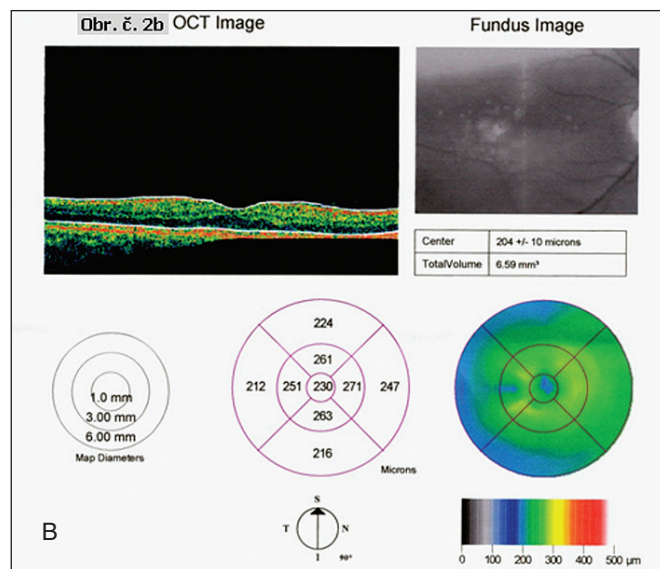 Obr. č. 2b OCT Image
Fundus Image
Center 204 +/- 10 microns
TotalVolume 6.59 mm³
224
261
212 251 230 271 247
263
216
1.0 mm
3.00 mm
6.00 mm
Map Diameters
Microns
S
T N
I 90°
B
0 100 200 300 400 500 µm